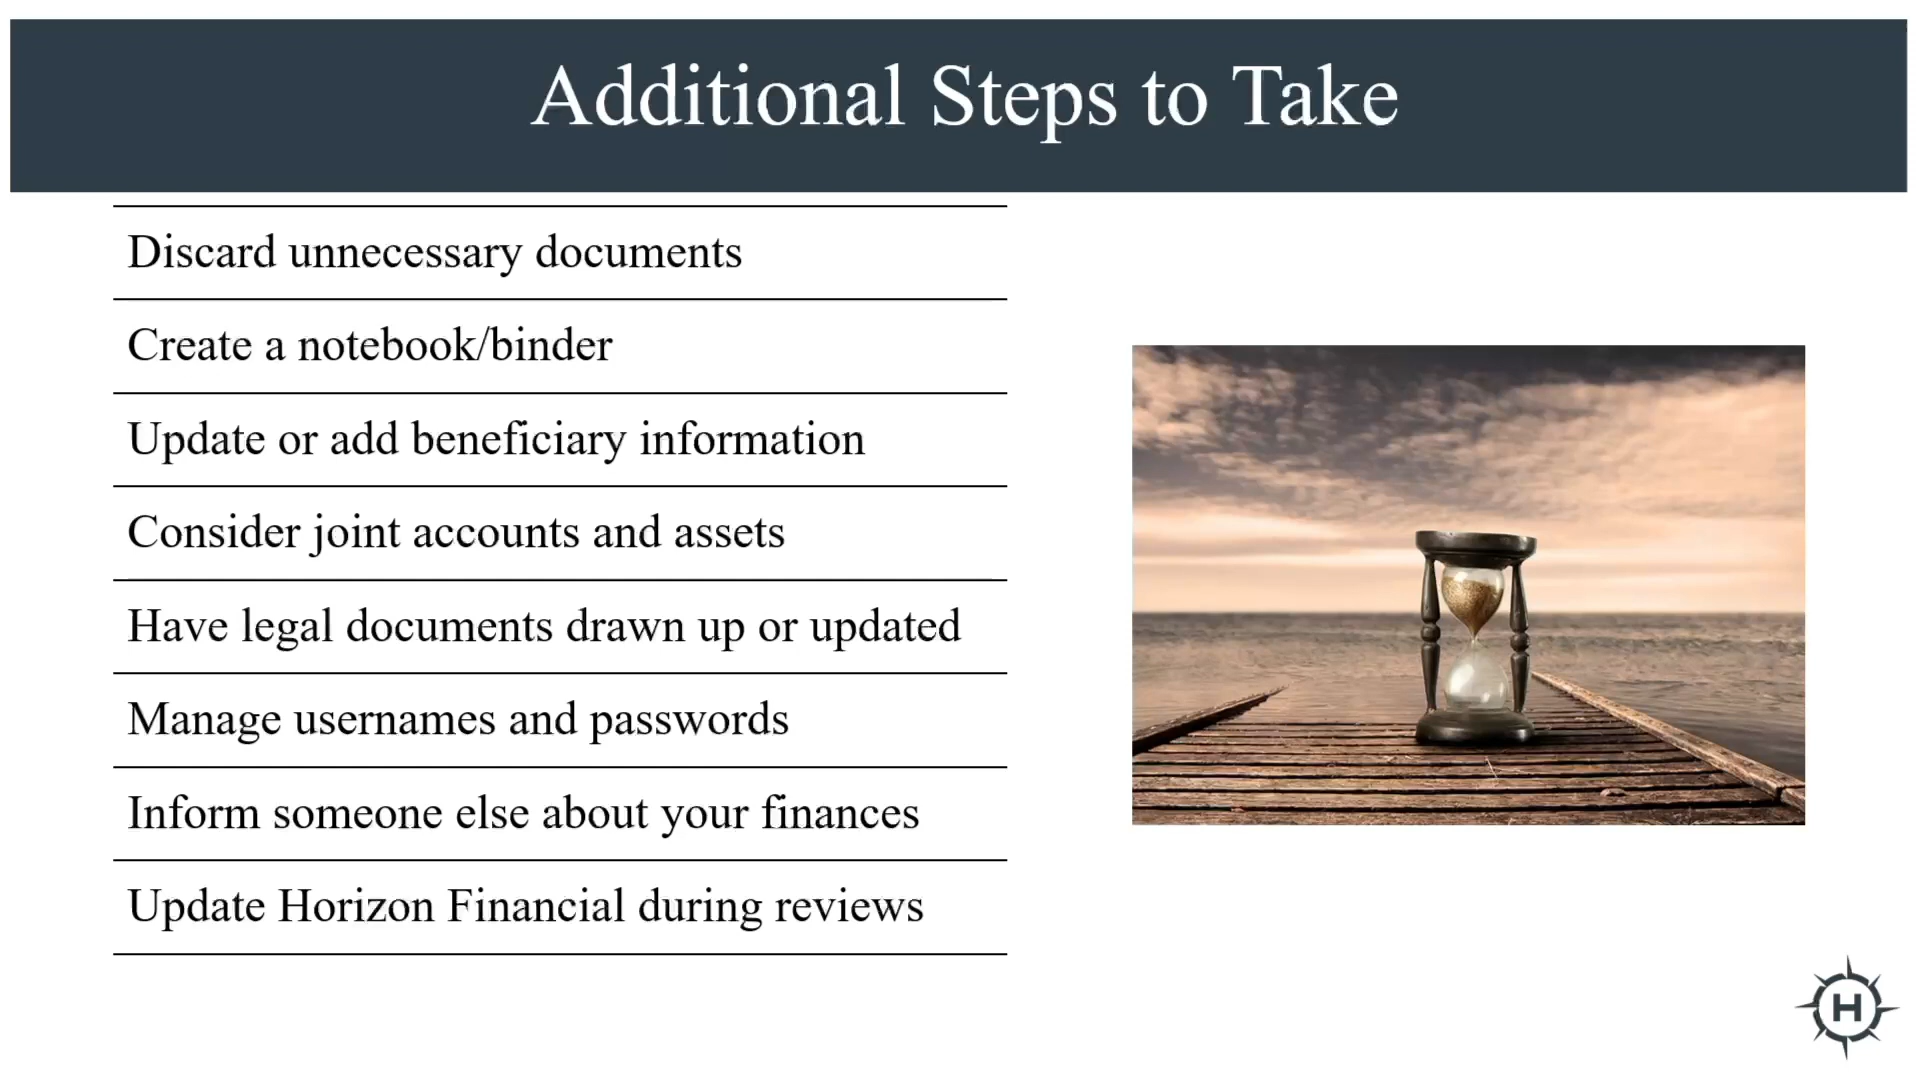 Additional Steps to Take
Discard unnecessary documents
Create a notebook/binder
Update or add beneficiary information
Consider joint accounts and assets
Have legal documents drawn up or updated
Manage usernames and passwords
Inform someone else about your finances
Update Horizon Financial during reviews
H